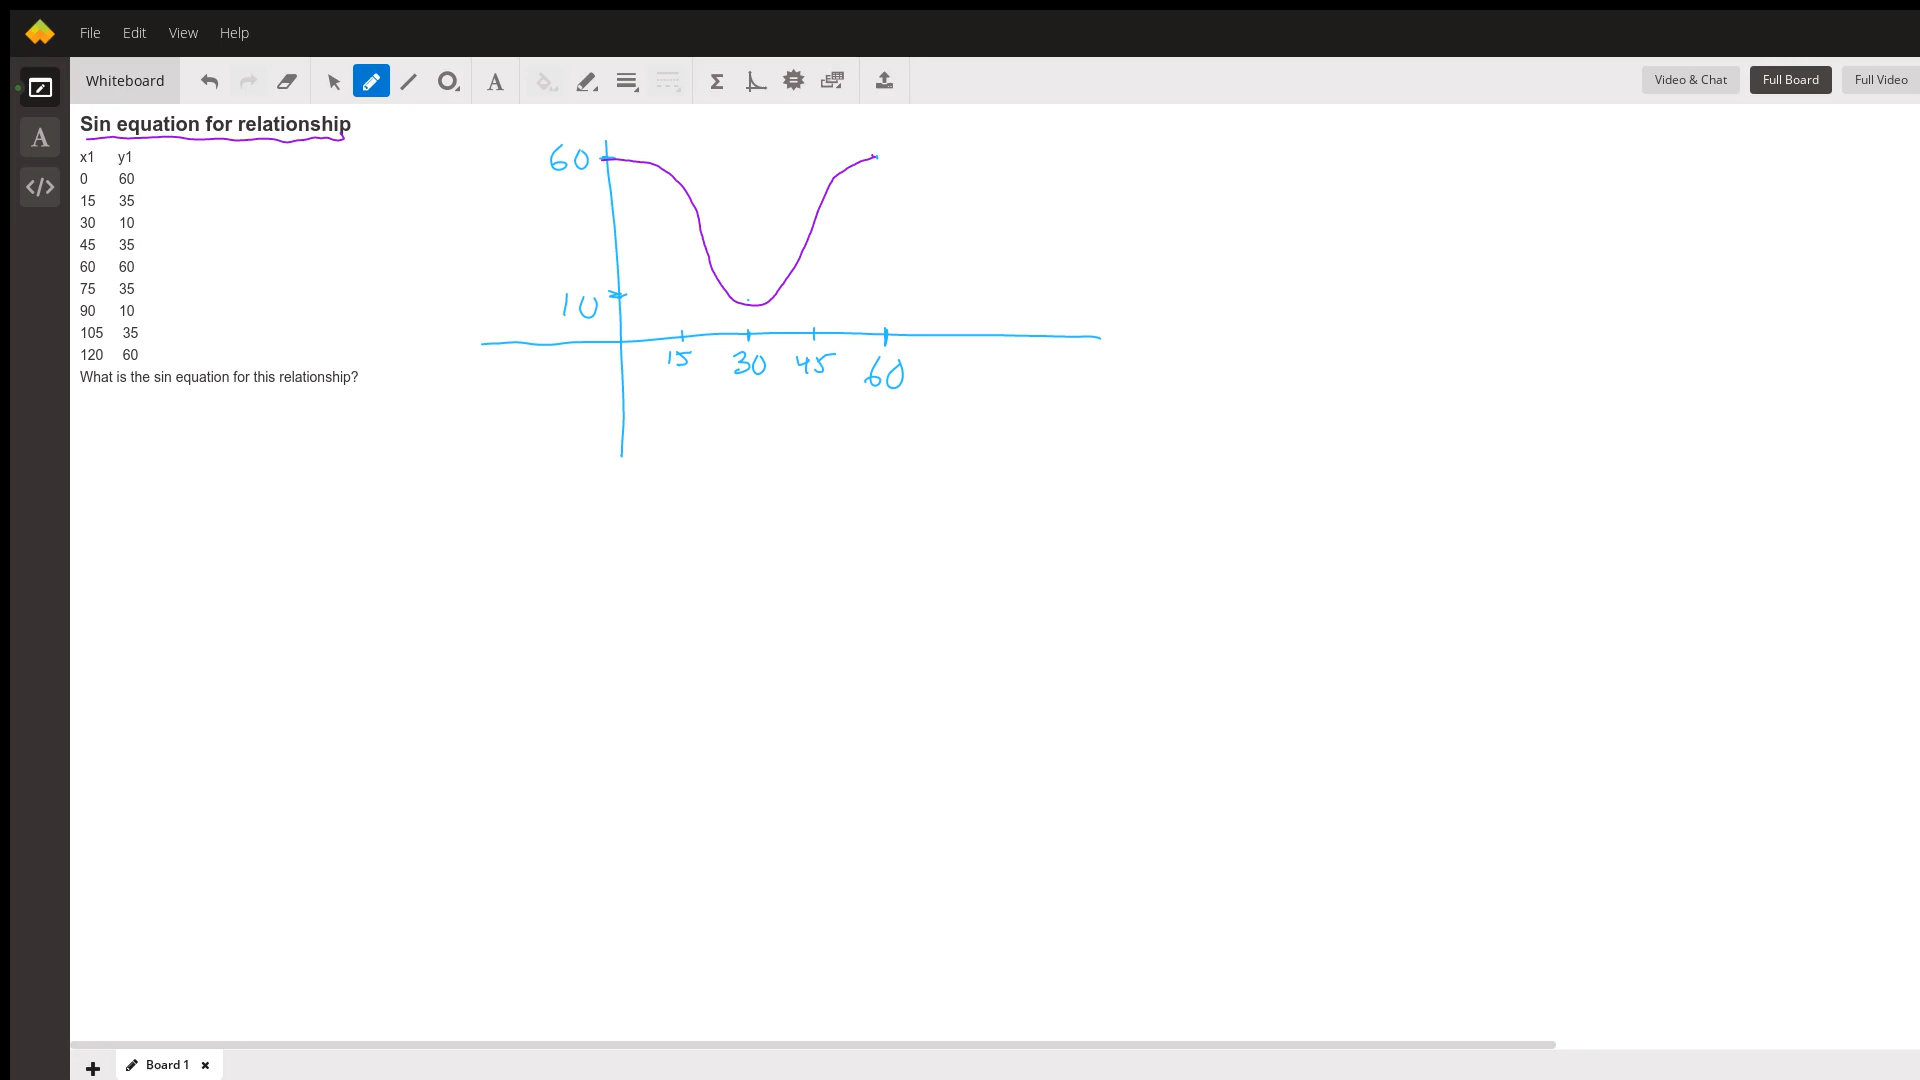 File Edit View Help
Whiteboard
Video & Chat Full Board Full Video
Sin equation for relationship
x1 y1
0 60
15 35
30 10
45 35
60 60
75 35
90 10
105 35
120 60
What is the sin equation for this relationship?
60
10
15 30 45 60
Board 1